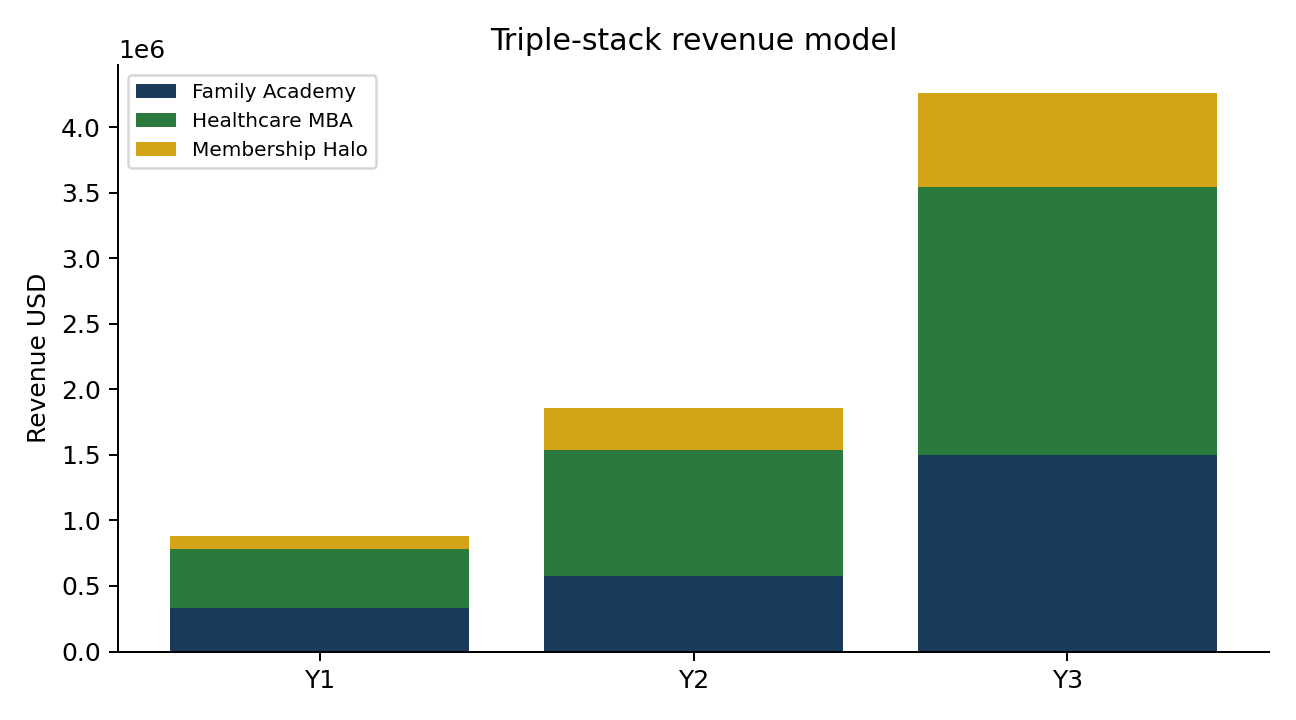 Triple-stack revenue model
1e6
Family Academy
Healthcare MBA
Membership Halo
Revenue USD
4.0
3.5
3.0
2.5
2.0
1.5
1.0
0.5
0.0
Y1
Y2
Y3